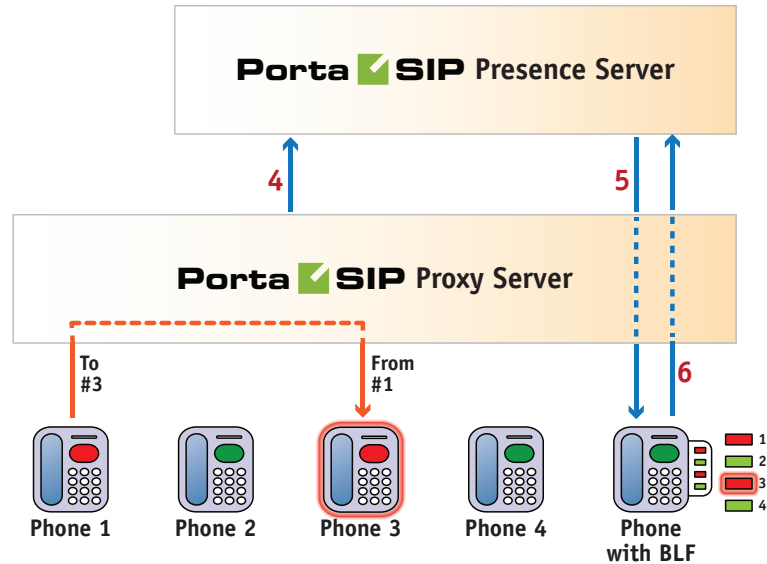 Porta SIP Presence Server
4
5
Porta SIP Proxy Server
To
#3
From
#1
6
1
2
3
4
Phone 1
Phone 2
Phone 3
Phone 4
Phone
with BLF